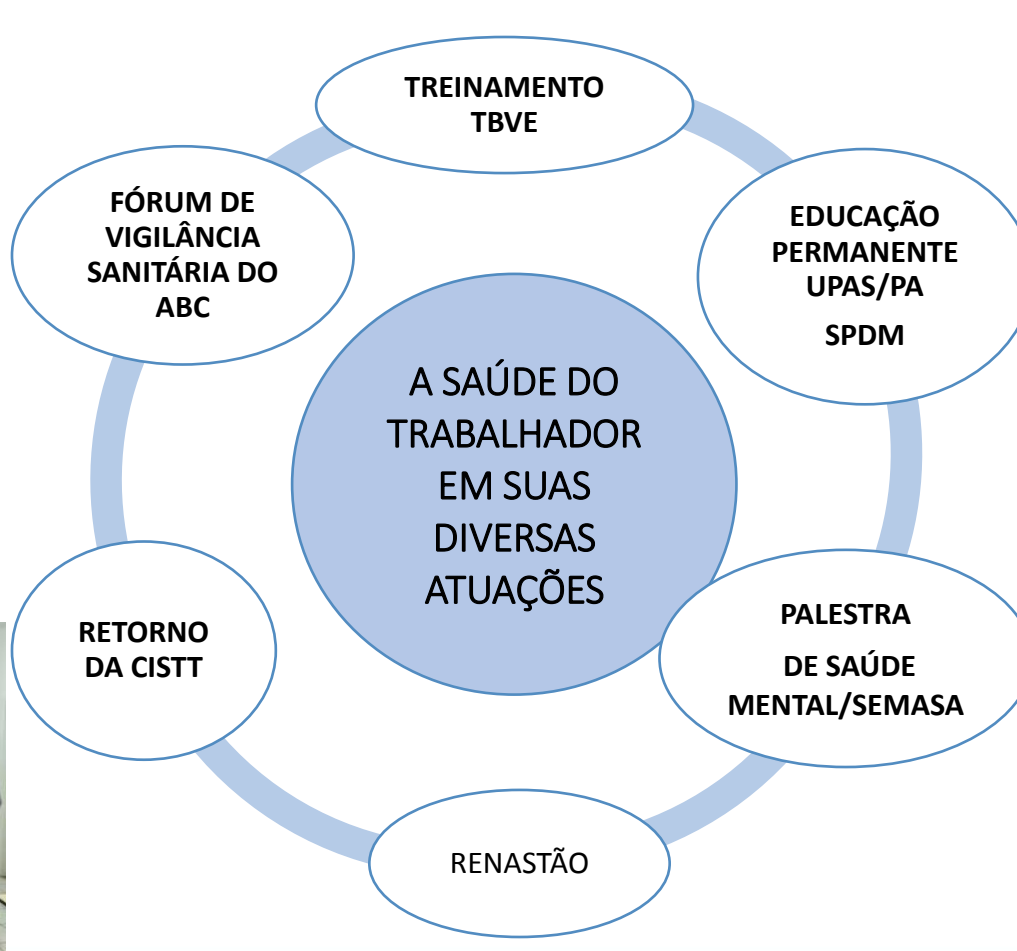 TREINAMENTO
TBVE
EDUCAÇÃO
PERMANENTE
UPAS/PA
SPDM
PALESTRA
DE SAÚDE
MENTAL/SEMASA
RENASTÃO
RETORNO
DA CISTT
FÓRUM DE
VIGILÂNCIA
SANITÁRIA DO
ABC
A SAÚDE DO
TRABALHADOR
EM SUAS
DIVERSAS
ATUAÇÕES